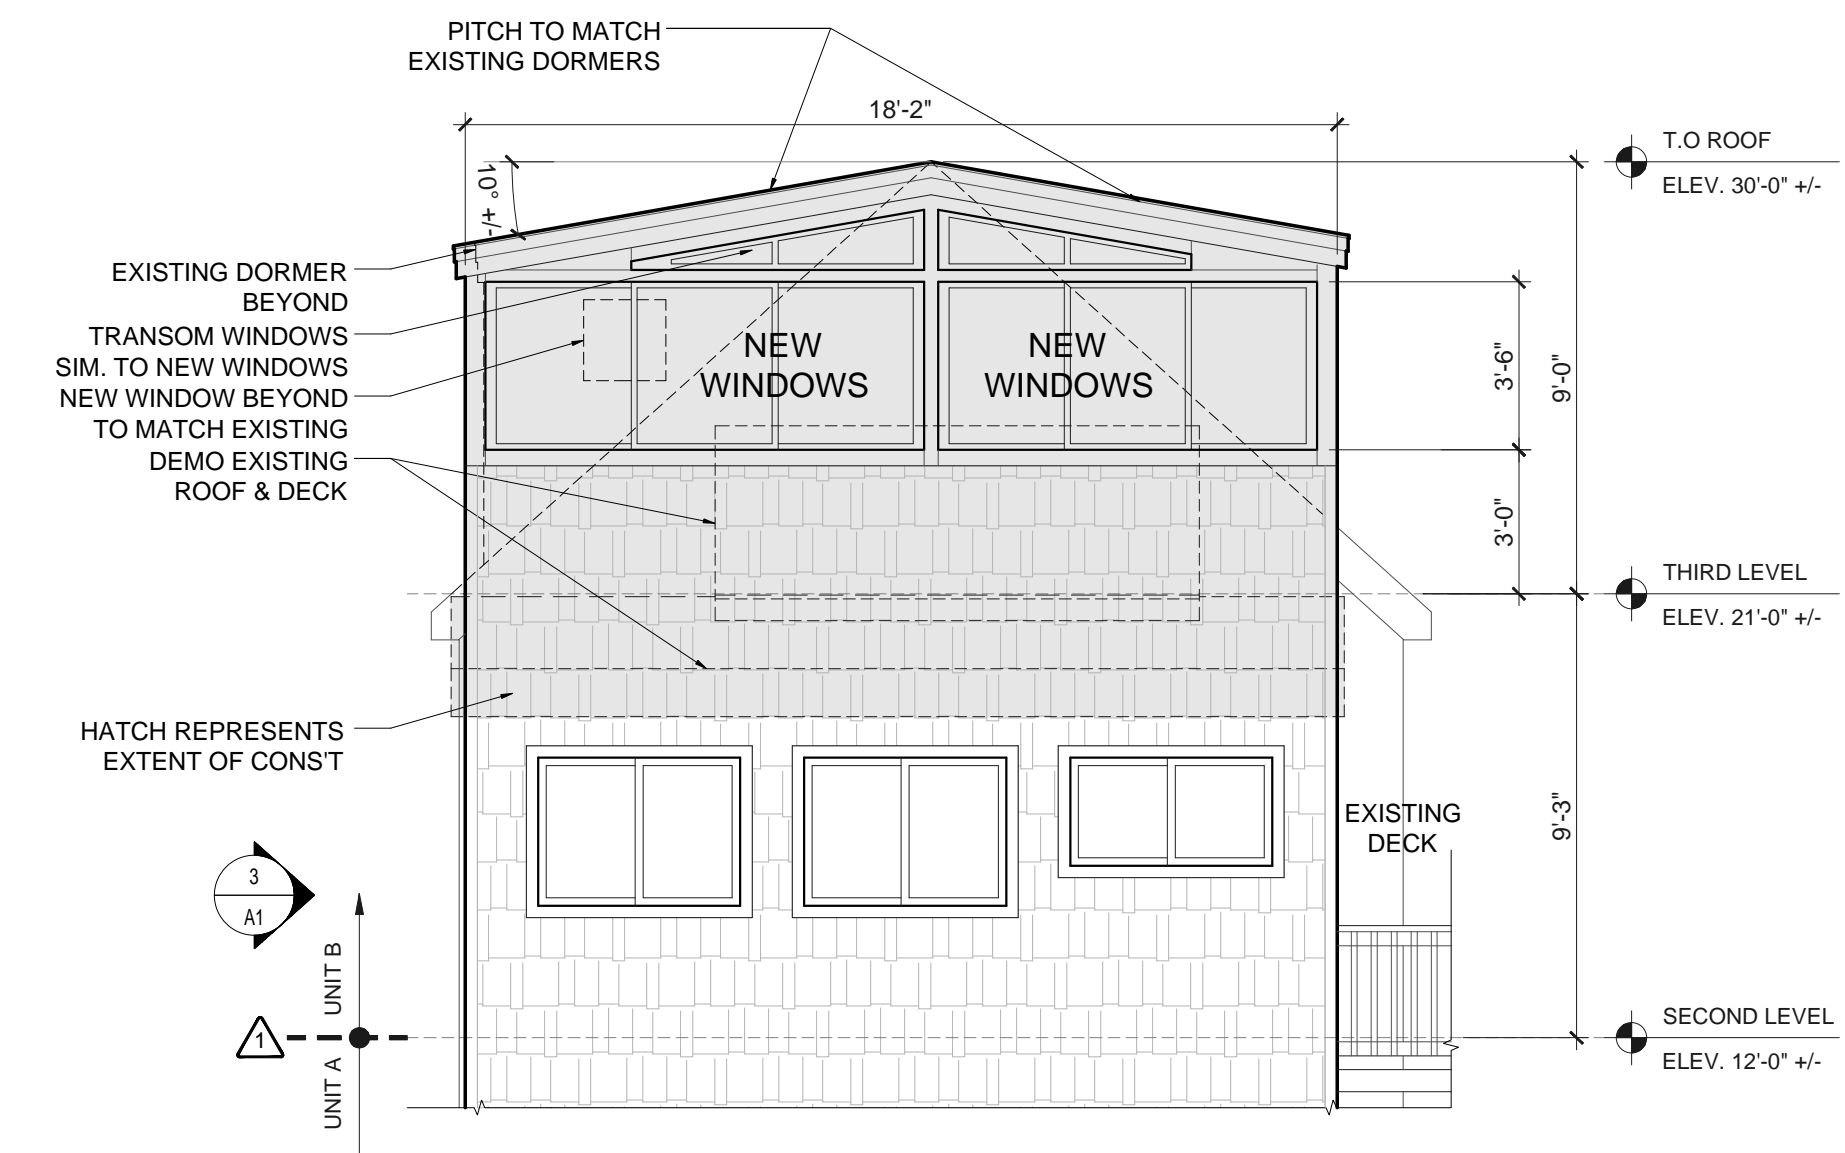 PITCH TO MATCH
EXISTING DORMERS
18'-2"
T.O ROOF
ELEV. 30'-0" +/-
10° +/-
EXISTING DORMER
BEYOND
TRANSOM WINDOWS
SIM. TO NEW WINDOWS
NEW WINDOW BEYOND
TO MATCH EXISTING
DEMO EXISTING
ROOF & DECK
NEW
WINDOWS
NEW
WINDOWS
3'-6"
9'-0"
3'-0"
THIRD LEVEL
ELEV. 21'-0" +/-
HATCH REPRESENTS
EXTENT OF CONS'T
EXISTING
DECK
9'-3"
3
A1
UNIT B
1
UNIT A
SECOND LEVEL
ELEV. 12'-0" +/-